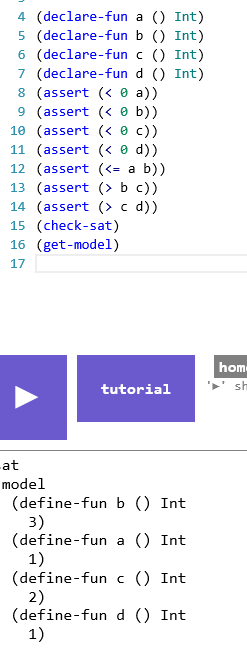 4 (declare-fun a () Int)
5 (declare-fun b () Int)
6 (declare-fun c () Int)
7 (declare-fun d () Int)
8 (assert (< 0 a))
9 (assert (< 0 b))
10 (assert (< 0 c))
11 (assert (< 0 d))
12 (assert (<= a b))
13 (assert (> b c))
14 (assert (> c d))
15 (check-sat)
16 (get-model)
17
▶ tutorial hom
'▶' sh
at
model
(define-fun b () Int
3)
(define-fun a () Int
1)
(define-fun c () Int
2)
(define-fun d () Int
1)